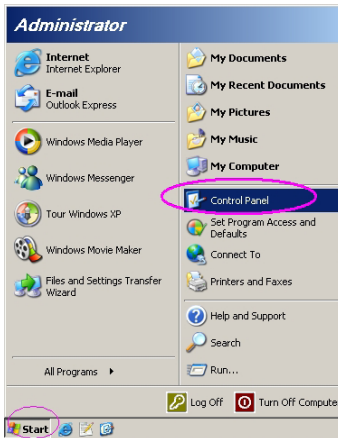 Administrator
Internet
Internet Explorer
E-mail
Outlook Express
Windows Media Player
Windows Messenger
Tour Windows XP
Windows Movie Maker
Files and Settings Transfer
Wizard
All Programs
My Documents
My Recent Documents
My Pictures
My Music
My Computer
Control Panel
Set Program Access and
Defaults
Connect To
Printers and Faxes
Help and Support
Search
Run...
Log Off
Turn Off Compute
Start